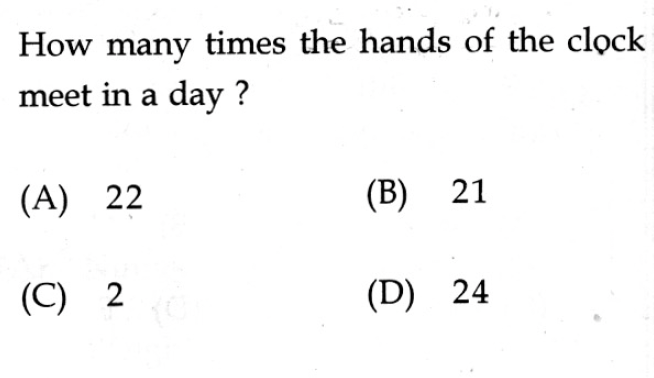 How many times the hands of the clock
meet in a day ?
(A) 22 (B) 21
(C) 2 (D) 24